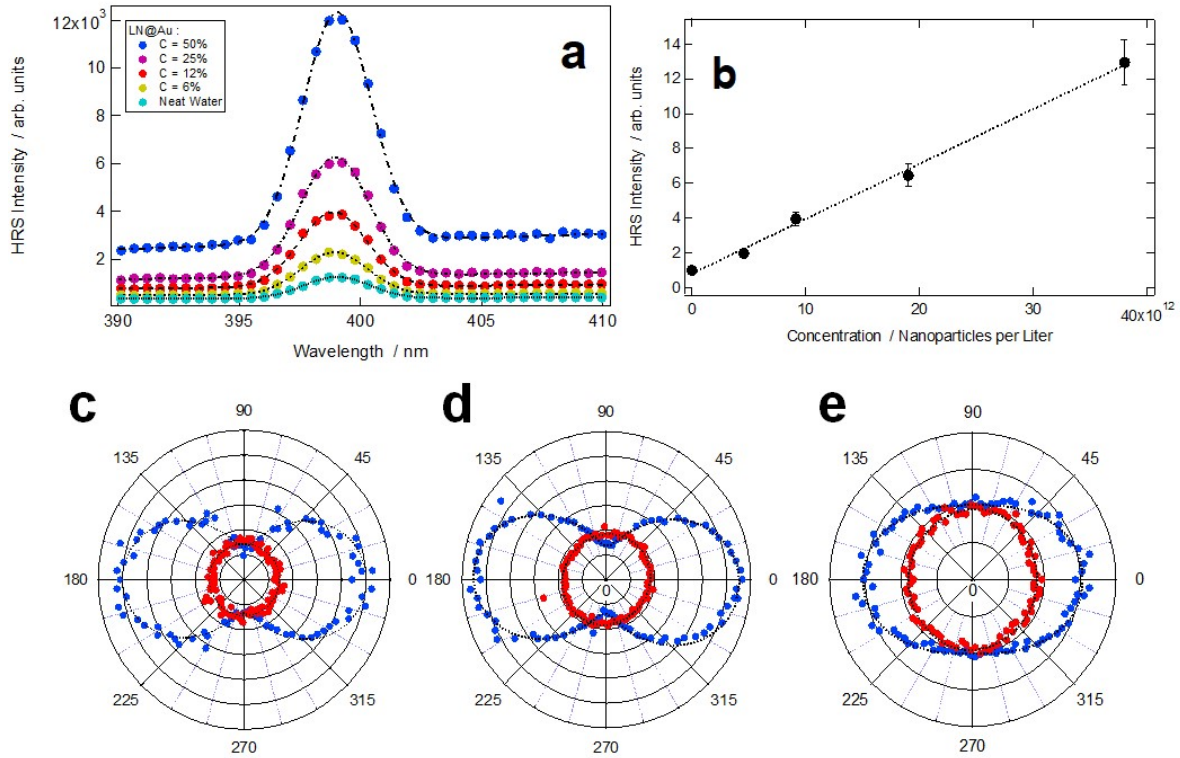 a
12x10³
10
8
6
4
2
HRS Intensity / arb. units
LN@Au :
C = 50%
C = 25%
C = 12%
C = 6%
Neat Water
390
395
400
405
410
Wavelength / nm
b
14
12
10
8
6
4
2
0
HRS Intensity / arb. units
0
10
20
30
40x10¹²
Concentration / Nanoparticles per Liter
c
90
135
45
180
0
225
315
270
d
90
135
45
180
0
0
225
315
270
e
90
135
45
180
0
0
225
315
270